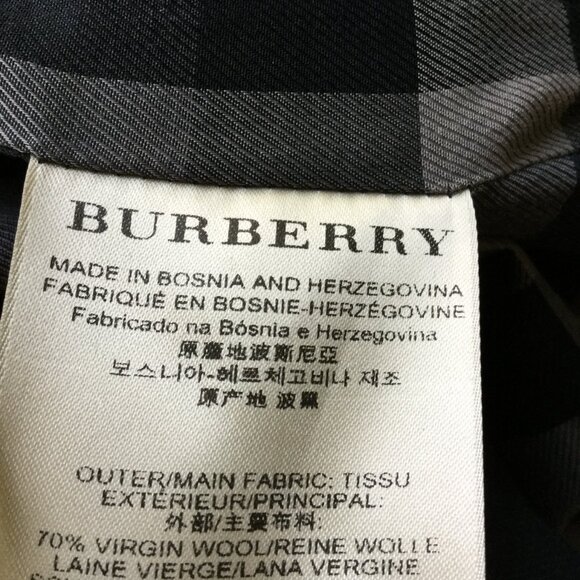 BURBERRY
MADE IN BOSNIA AND HERZEGOVINA
FABRIQUÉ EN BOSNIE-HERZÉGOVINE
Fabricado na Bósnia e Herzegovina
原產地波斯尼亞
보스니아-헤르체고비나 제조
原产地 波黑
OUTER/MAIN FABRIC: TISSU
EXTÉRIEUR/PRINCIPAL:
外部/主要布料:
70% VIRGIN WOOL/REINE WOLLE
LAINE VIERGE/LANA VERGINE